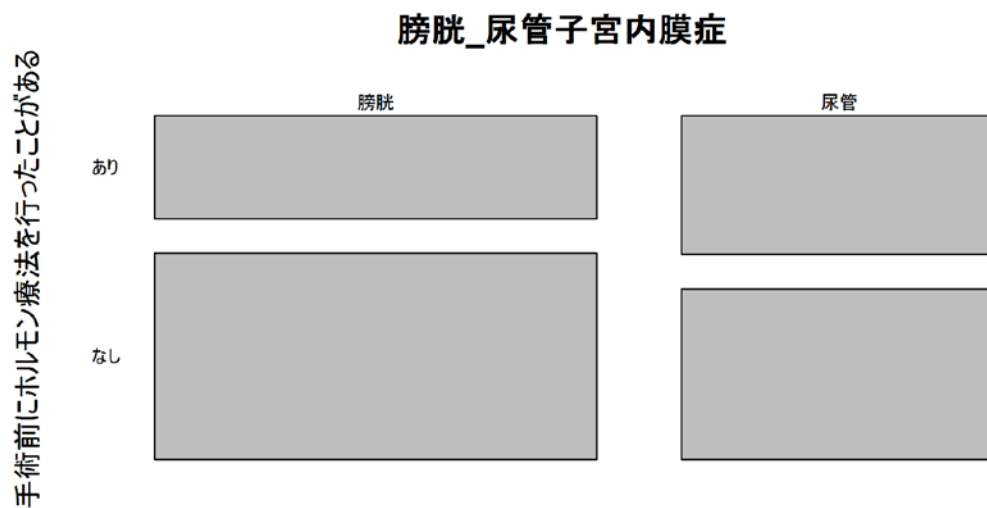 膀胱_尿管子宮内膜症
手術前にホルモン療法を行ったことがある
膀胱
尿管
あり
なし